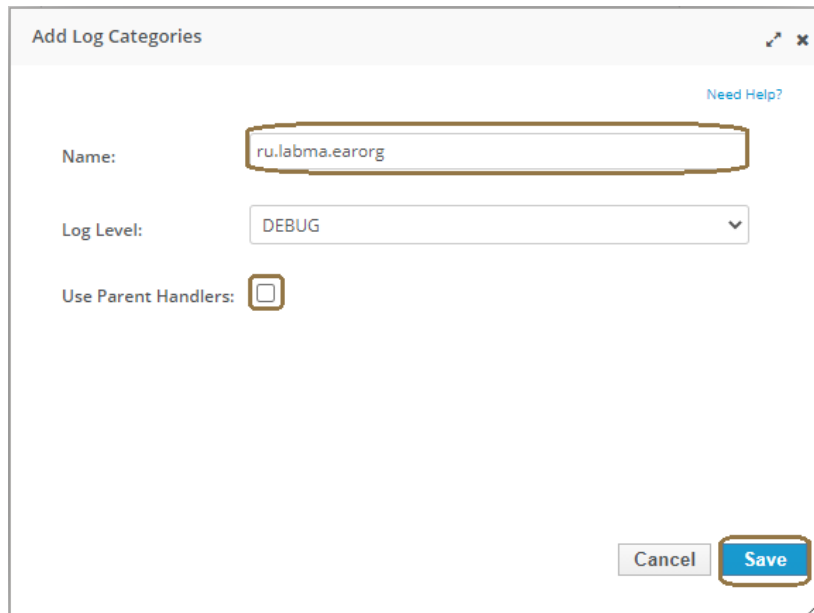 Add Log Categories
Need Help?
Name: ru.labma.earorg
Log Level: DEBUG
Use Parent Handlers:
Cancel Save